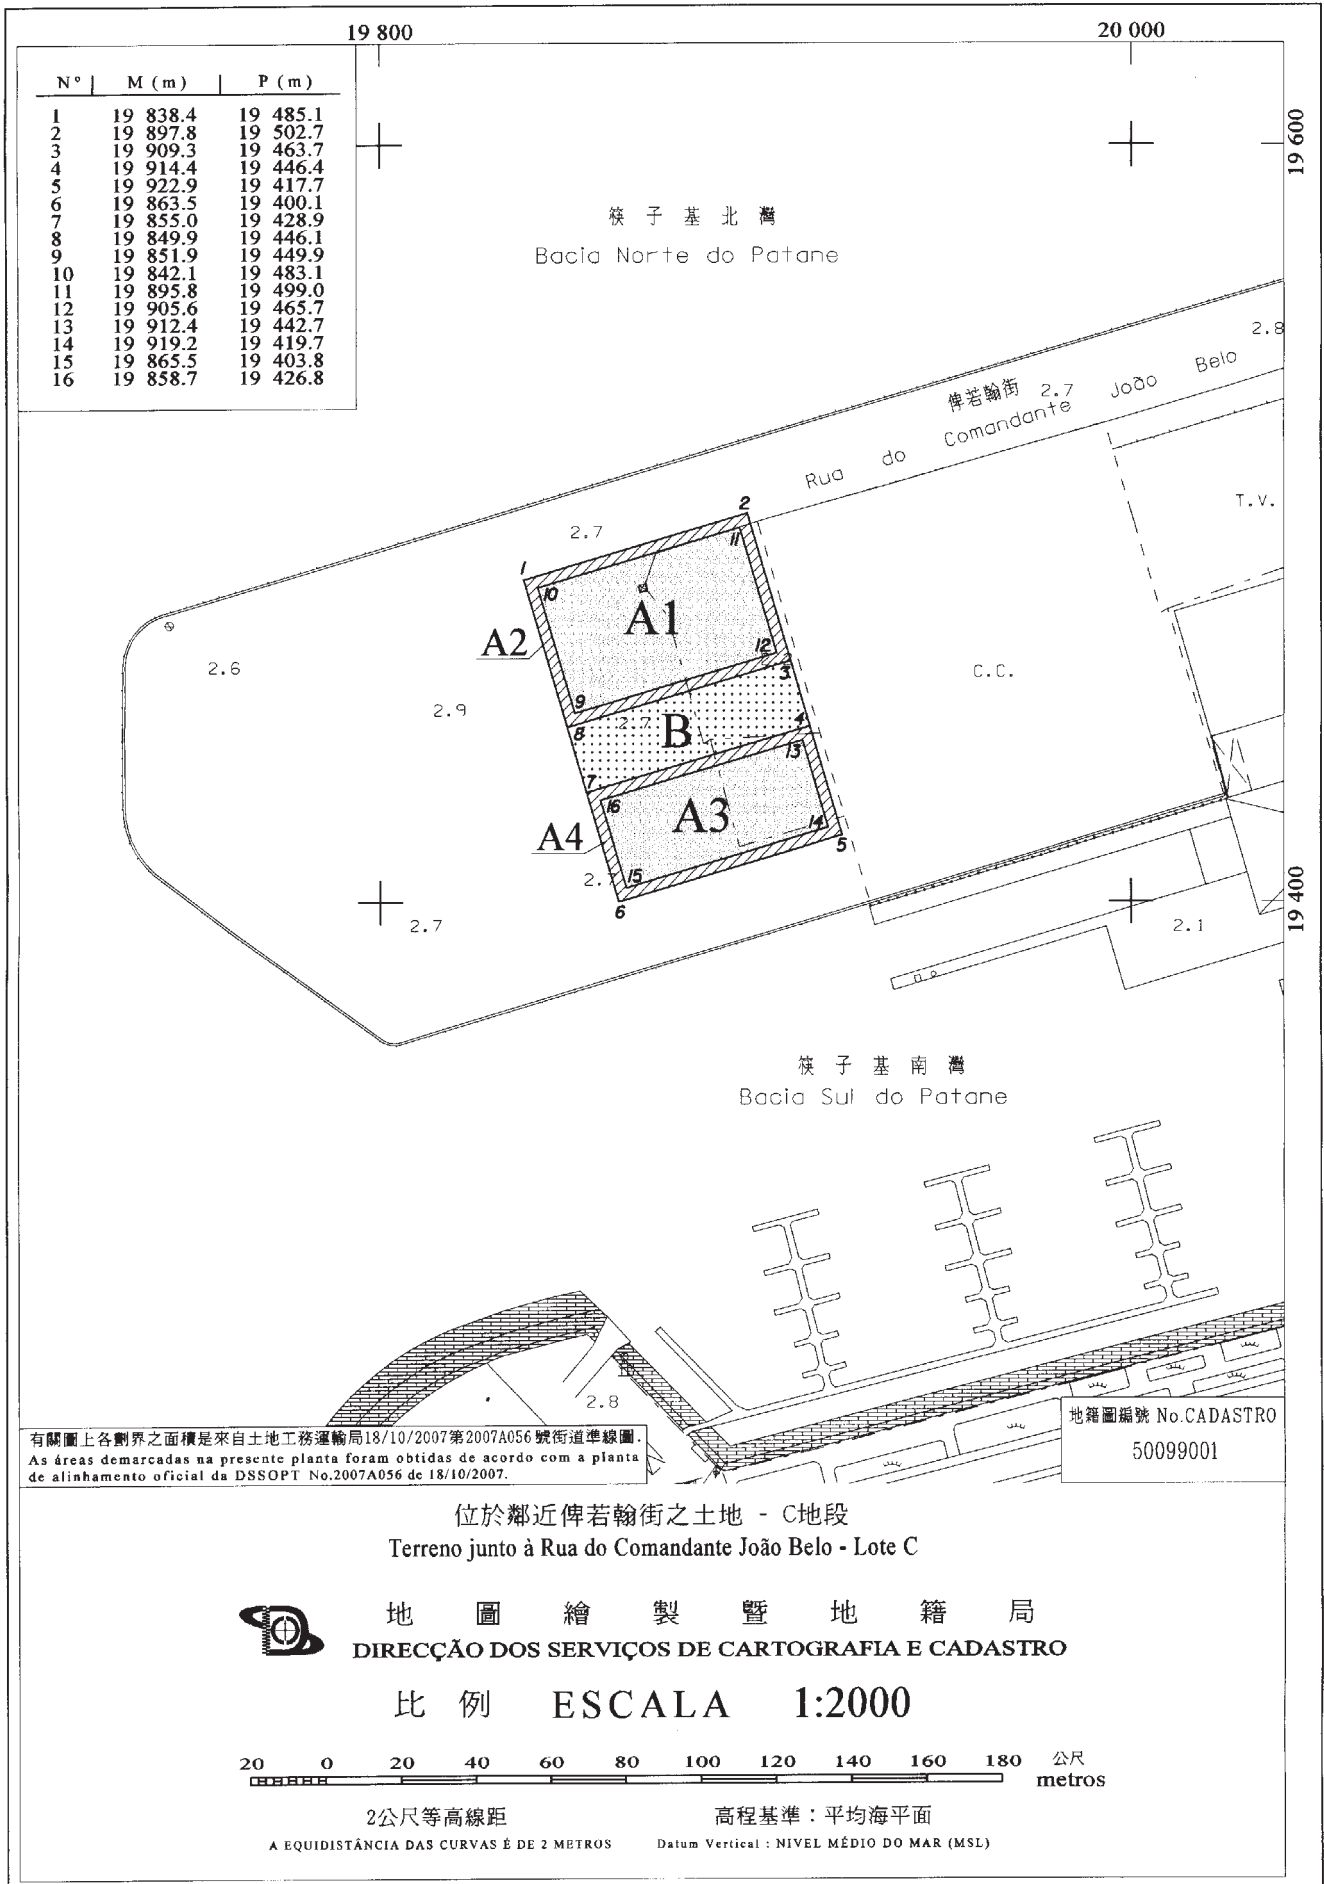 19 800
20 000
N° M (m) P (m)
1 19 838.4 19 485.1
2 19 897.8 19 502.7
3 19 909.3 19 463.7
4 19 914.4 19 446.4
5 19 922.9 19 417.7
6 19 863.5 19 400.1
7 19 855.0 19 428.9
8 19 849.9 19 446.1
9 19 851.9 19 449.9
10 19 842.1 19 483.1
11 19 895.8 19 499.0
12 19 905.6 19 465.7
13 19 912.4 19 442.7
14 19 919.2 19 419.7
15 19 865.5 19 403.8
16 19 858.7 19 426.8
19 600
筷子基北灣
Bacia Norte do Patane
2.8
俾若翰街 2.7
Rua do Comandante João Belo
T.V.
2.7
2
11
1
10
A1
A2
12
3
2.6
C.C.
2.9
9
8
2.7
B
4
13
7
16
A3
A4
14
5
2.7
15
6
19 400
2.7
2.1
筷子基南灣
Bacia Sul do Patane
2.8
地籍圖編號 No.CADASTRO
50099001
有關圖上各劃界之面積是來自土地工務運輸局18/10/2007第2007A056號街道準線圖.
As áreas demarcadas na presente planta foram obtidas de acordo com a planta
de alinhamento oficial da DSSOPT No.2007A056 de 18/10/2007.
位於鄰近俾若翰街之土地 - C地段
Terreno junto à Rua do Comandante João Belo - Lote C
地圖繪製暨地籍局
DIRECÇÃO DOS SERVIÇOS DE CARTOGRAFIA E CADASTRO
比例 ESCALA 1:2000
20 0 20 40 60 80 100 120 140 160 180 公尺
metros
2公尺等高線距 高程基準：平均海平面
A EQUIDISTÂNCIA DAS CURVAS É DE 2 METROS Datum Vertical : NIVEL MÉDIO DO MAR (MSL)